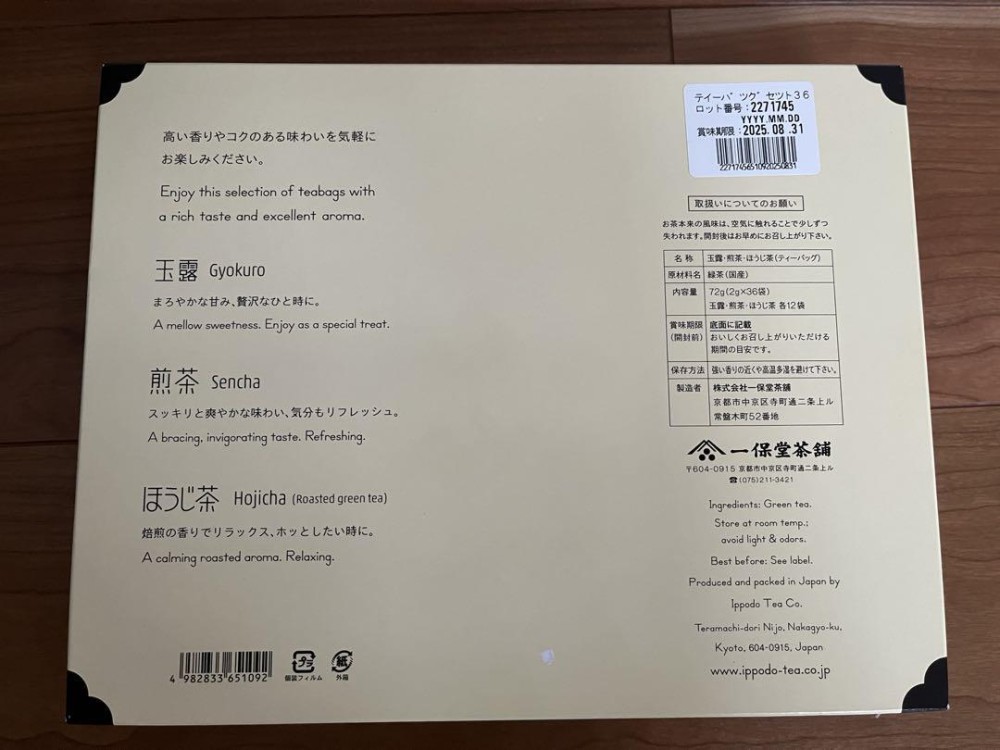 高い香りやコクのある味わいを気軽に
お楽しみください。
Enjoy this selection of teabags with
a rich taste and excellent aroma.
玉露 Gyokuro
まろやかな甘み、贅沢なひと時に。
A mellow sweetness. Enjoy as a special treat.
煎茶 Sencha
スッキリと爽やかな味わい、気分もリフレッシュ。
A bracing, invigorating taste. Refreshing.
ほうじ茶 Hojicha (Roasted green tea)
焙煎の香りでリラックス、ホッとしたい時に。
A calming roasted aroma. Relaxing.
4 982833 651092
プラ
個装フィルム
紙
外箱
テイーバ゛ツク゛セツト36
ロット番号:2271745
YYYY.MM.DD
賞味期限:2025.08.31
22717456510920250831
取扱いについてのお願い
お茶本来の風味は、空気に触れることで少しずつ
失われます。開封後はお早めにお召し上がり下さい。
名称 玉露・煎茶・ほうじ茶(ティーバッグ)
原材料名 緑茶(国産)
内容量 72g(2g×36袋)
玉露・煎茶・ほうじ茶 各12袋
賞味期限 底面に記載
(開封前) おいしくお召し上がりいただける
期間の目安です。
保存方法 強い香りの近くや高温多湿を避けて下さい。
製造者 株式会社一保堂茶舗
京都市中京区寺町通二条上ル
常盤木町52番地
一保堂茶舗
〒604-0915 京都市中京区寺町通二条上ル
☎(075)211-3421
Ingredients: Green tea.
Store at room temp.;
avoid light & odors.
Best before: See label.
Produced and packed in Japan by
Ippodo Tea Co.
Teramachi-dori Nijo, Nakagyo-ku,
Kyoto, 604-0915, Japan
www.ippodo-tea.co.jp